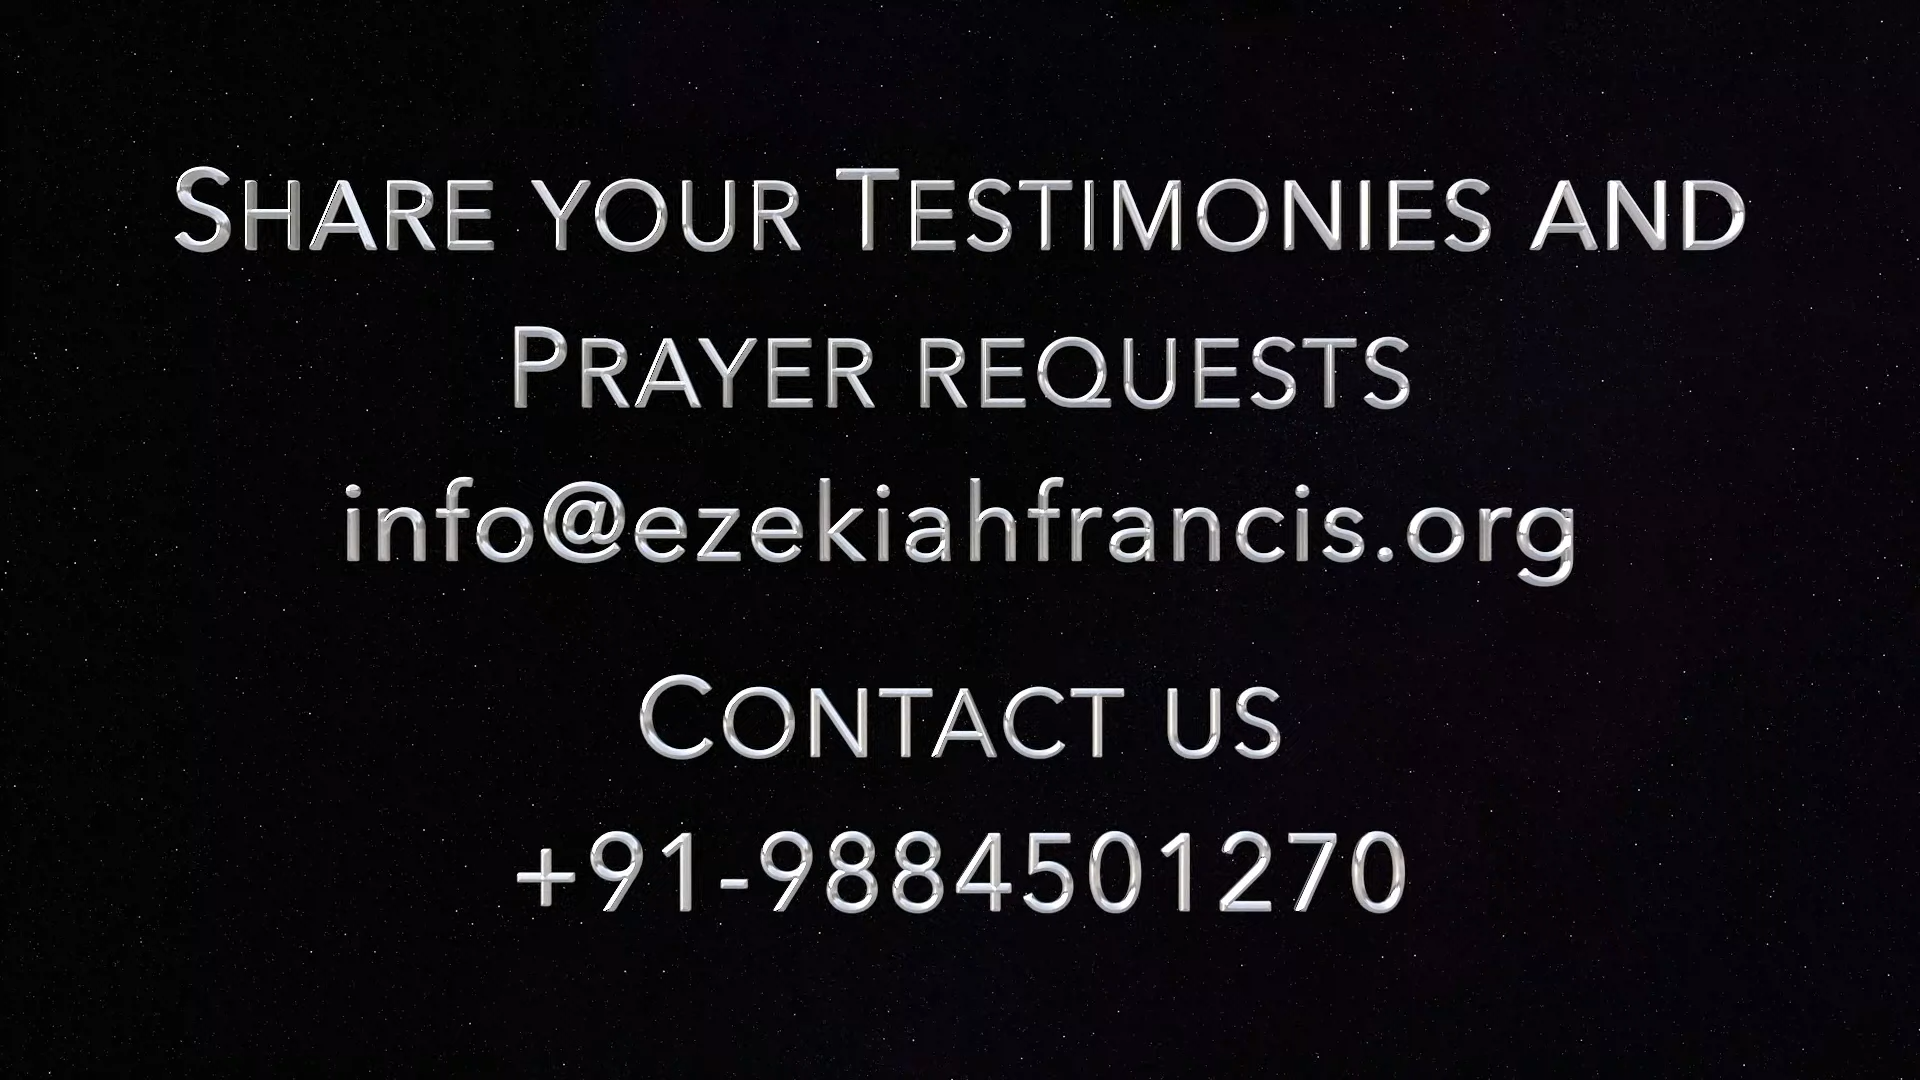 Share your Testimonies and
Prayer requests
info@ezekiahfrancis.org
Contact us
+91-9884501270